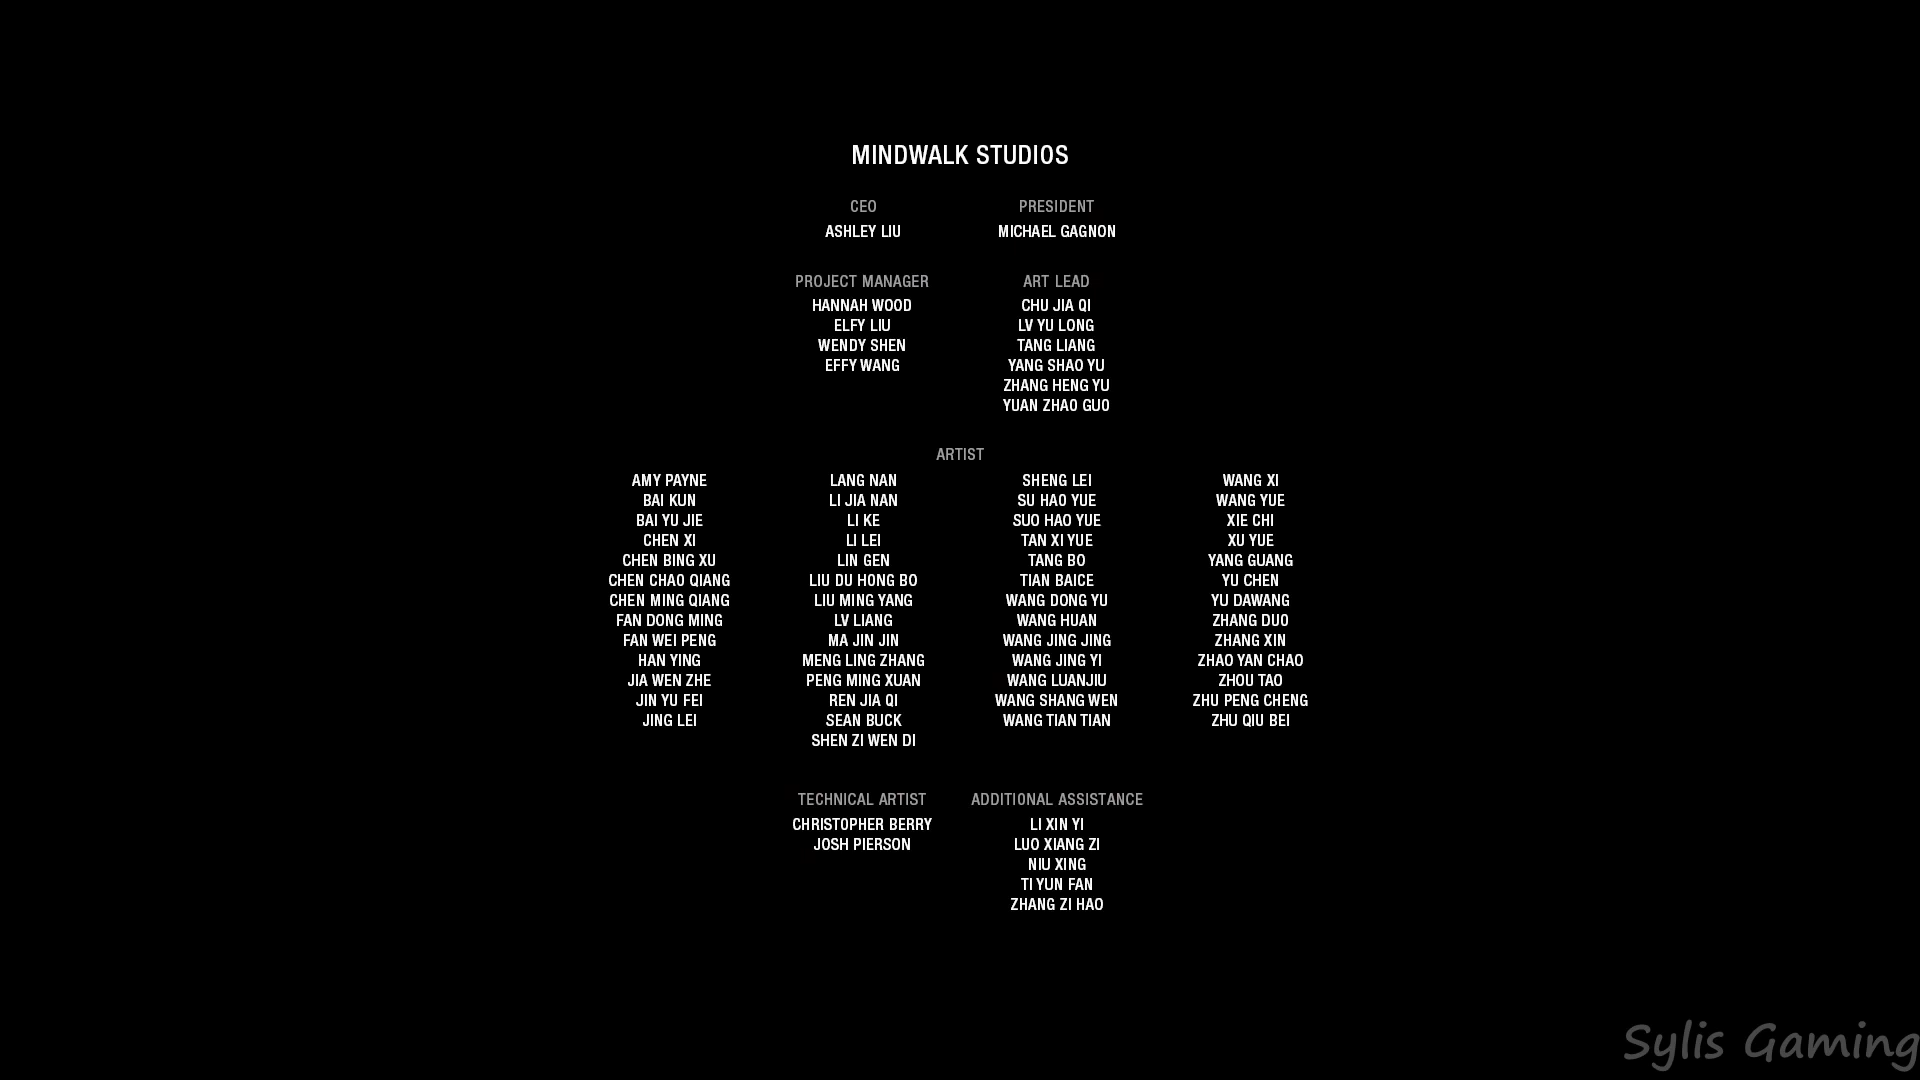 MINDWALK STUDIOS
CEO
ASHLEY LIU
PRESIDENT
MICHAEL GAGNON
PROJECT MANAGER
HANNAH WOOD
ELFY LIU
WENDY SHEN
EFFY WANG
ART LEAD
CHU JIA QI
LV YU LONG
TANG LIANG
YANG SHAO YU
ZHANG HENG YU
YUAN ZHAO GUO
ARTIST
AMY PAYNE
BAI KUN
BAI YU JIE
CHEN XI
CHEN BING XU
CHEN CHAO QIANG
CHEN MING QIANG
FAN DONG MING
FAN WEI PENG
HAN YING
JIA WEN ZHE
JIN YU FEI
JING LEI
LANG NAN
LI JIA NAN
LI KE
LI LEI
LIN GEN
LIU DU HONG BO
LIU MING YANG
LV LIANG
MA JIN JIN
MENG LING ZHANG
PENG MING XUAN
REN JIA QI
SEAN BUCK
SHEN ZI WEN DI
SHENG LEI
SU HAO YUE
SUO HAO YUE
TAN XI YUE
TANG BO
TIAN BAICE
WANG DONG YU
WANG HUAN
WANG JING JING
WANG JING YI
WANG LUANJIU
WANG SHANG WEN
WANG TIAN TIAN
WANG XI
WANG YUE
XIE CHI
XU YUE
YANG GUANG
YU CHEN
YU DAWANG
ZHANG DUO
ZHANG XIN
ZHAO YAN CHAO
ZHOU TAO
ZHU PENG CHENG
ZHU QIU BEI
TECHNICAL ARTIST
CHRISTOPHER BERRY
JOSH PIERSON
ADDITIONAL ASSISTANCE
LI XIN YI
LUO XIANG ZI
NIU XING
TI YUN FAN
ZHANG ZI HAO
Sylis Gaming